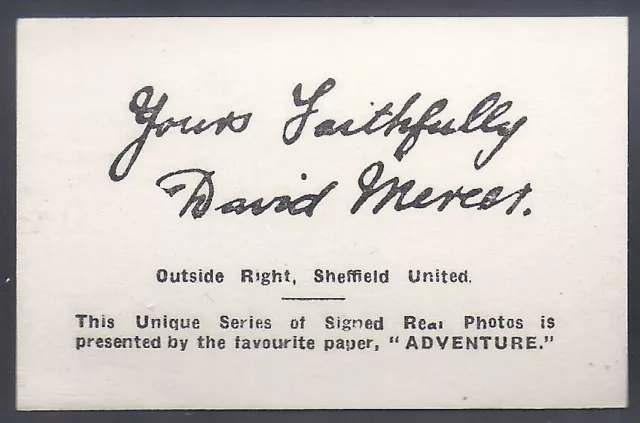 Yours Faithfully
David Mercer.
Outside Right, Sheffield United.
This Unique Series of Signed Real Photos is
presented by the favourite paper, "ADVENTURE."